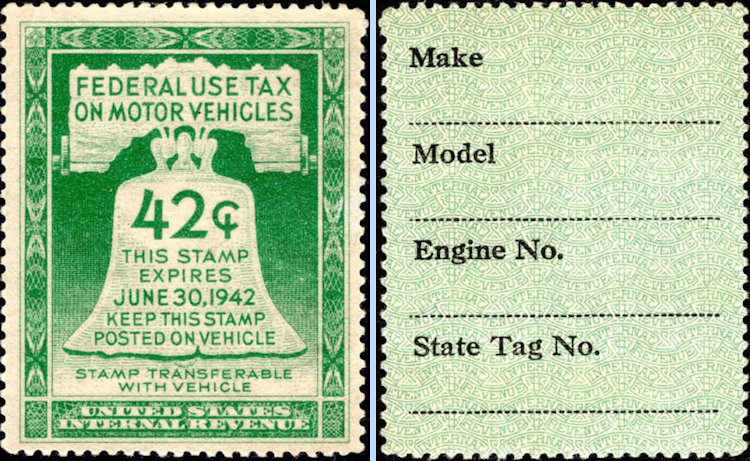 FEDERAL USE TAX
ON MOTOR VEHICLES
42¢
THIS STAMP
EXPIRES
JUNE 30, 1942
KEEP THIS STAMP
POSTED ON VEHICLE
STAMP TRANSFERABLE
WITH VEHICLE
UNITED STATES
INTERNAL REVENUE
Make
Model
Engine No.
State Tag No.